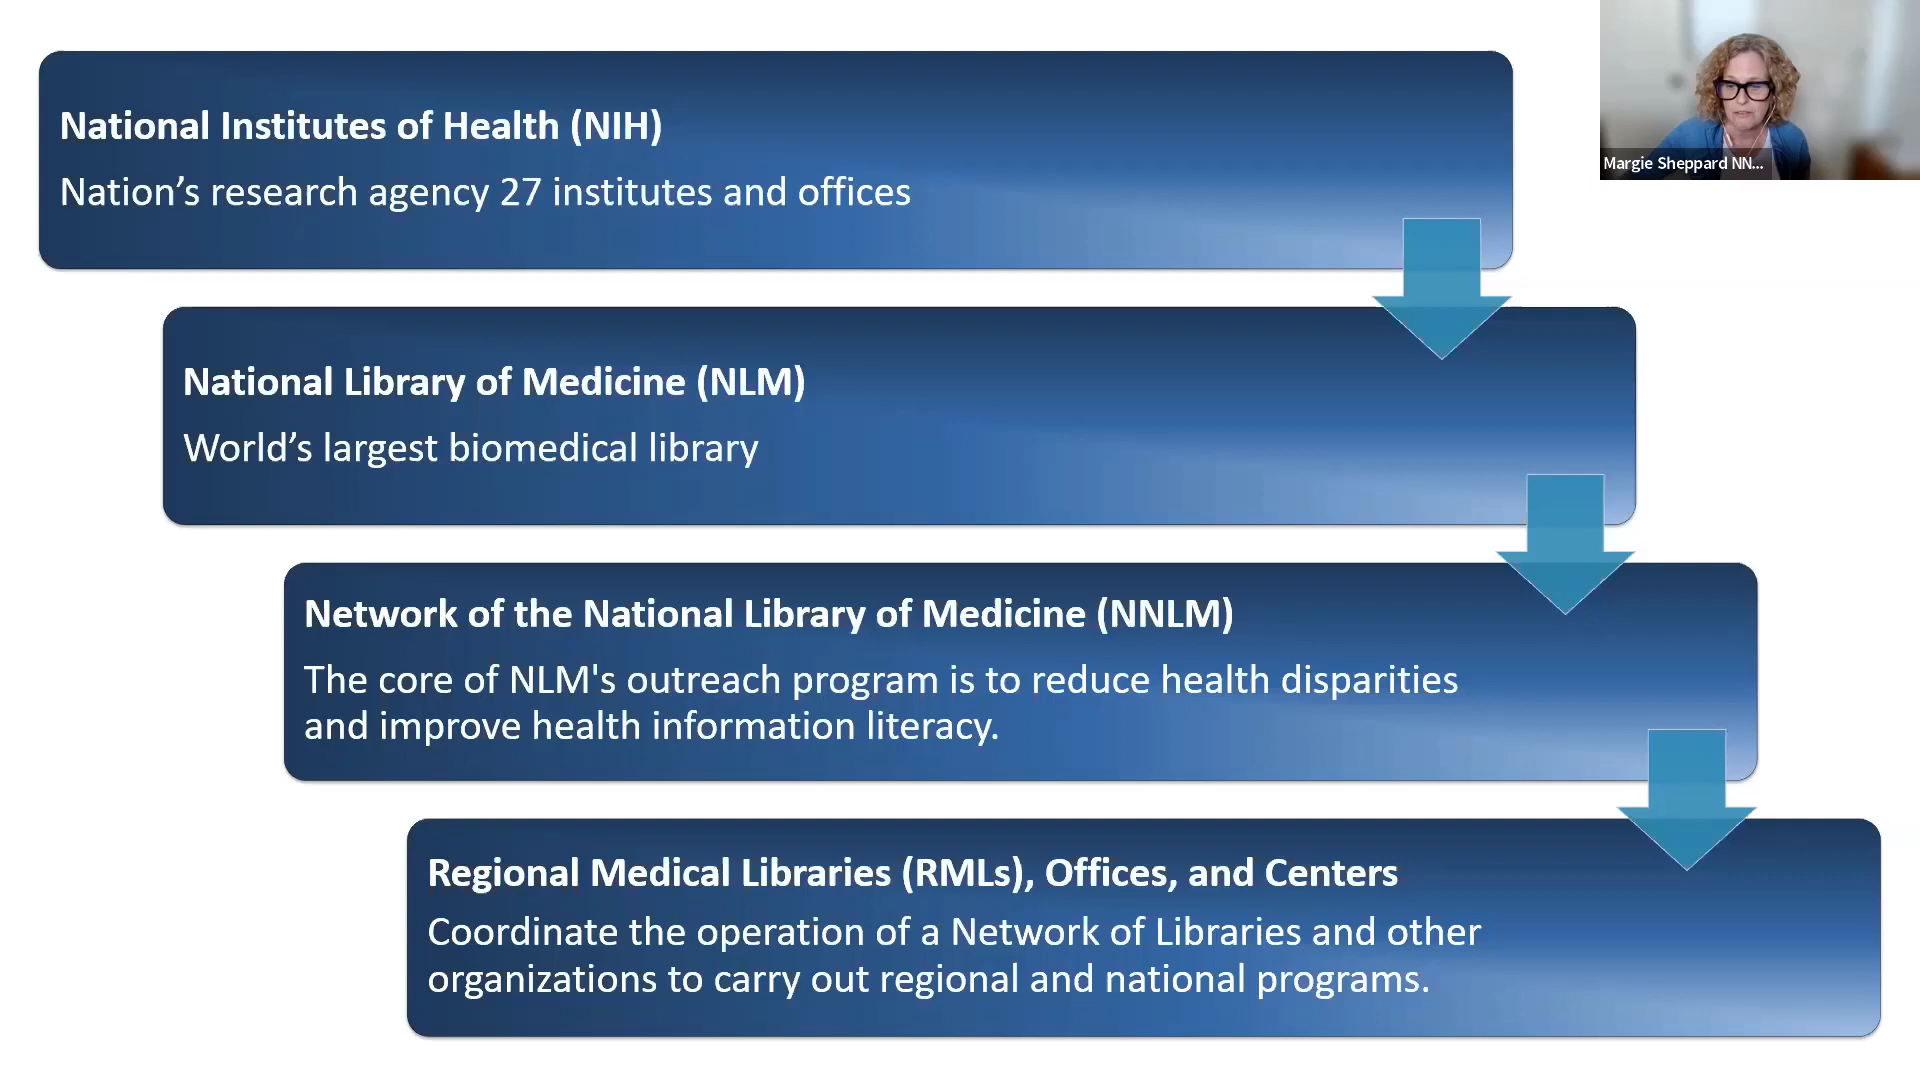 National Institutes of Health (NIH)
Nation’s research agency 27 institutes and offices
Margie Sheppard NN...
National Library of Medicine (NLM)
World’s largest biomedical library
Network of the National Library of Medicine (NNLM)
The core of NLM's outreach program is to reduce health disparities
and improve health information literacy.
Regional Medical Libraries (RMLs), Offices, and Centers
Coordinate the operation of a Network of Libraries and other
organizations to carry out regional and national programs.